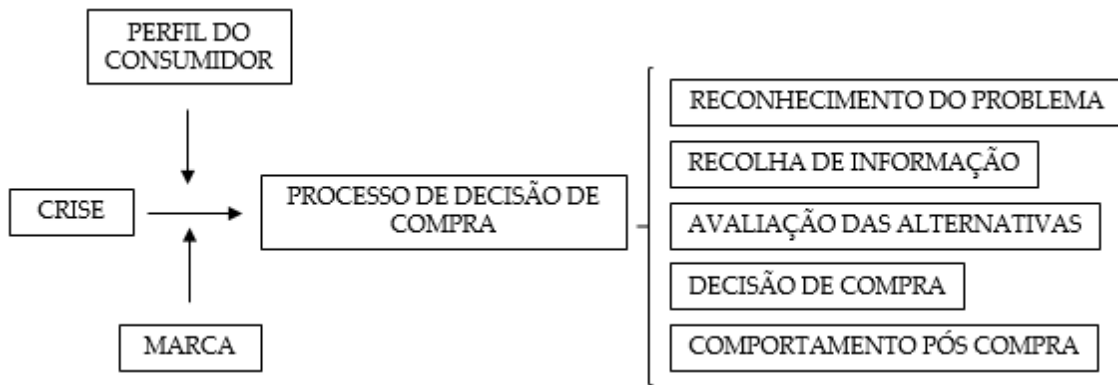 PERFIL DO
CONSUMIDOR
CRISE
PROCESSO DE DECISÃO DE
COMPRA
MARCA
RECONHECIMENTO DO PROBLEMA
RECOLHA DE INFORMAÇÃO
AVALIAÇÃO DAS ALTERNATIVAS
DECISÃO DE COMPRA
COMPORTAMENTO PÓS COMPRA